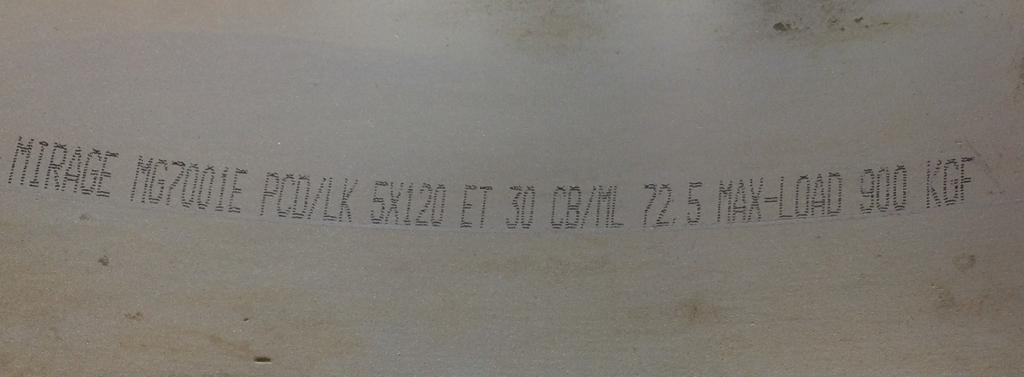 MIRAGE MG7001E PCD/LK 5X120 ET 30 CB/ML 72.5 MAX-LOAD 900 KGF